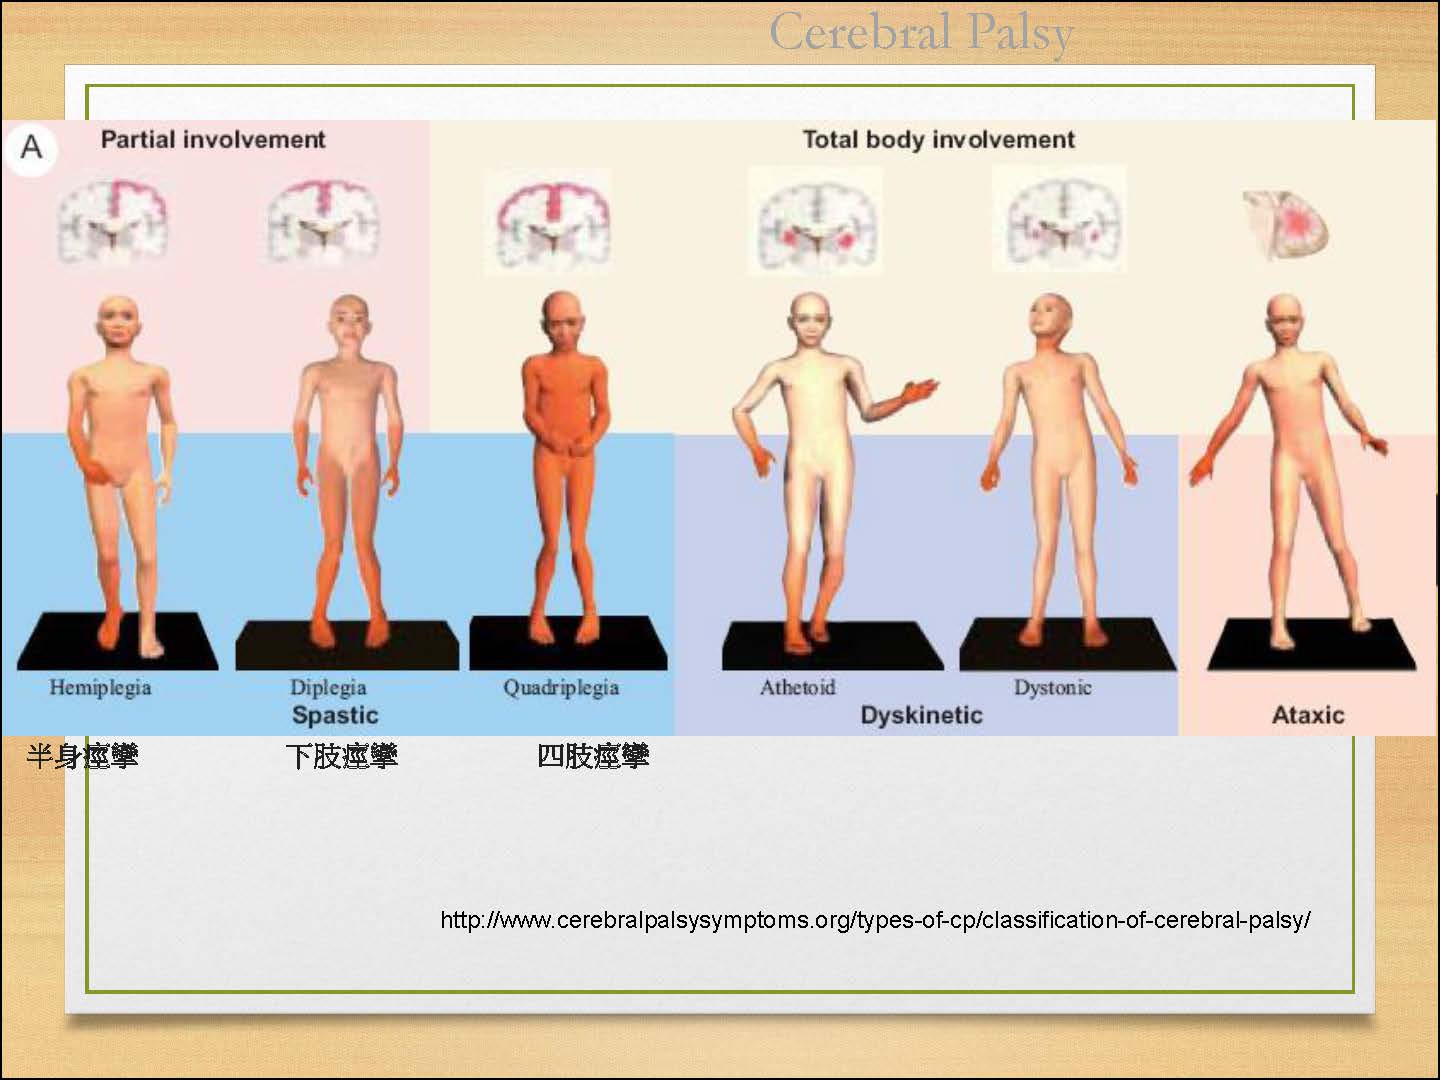 Cerebral Palsy
A
Partial involvement
Total body involvement
Hemiplegia
Diplegia
Quadriplegia
Athetoid
Dystonic
Spastic
Dyskinetic
Ataxic
半身痙攣
下肢痙攣
四肢痙攣
http://www.cerebralpalsysymptoms.org/types-of-cp/classification-of-cerebral-palsy/